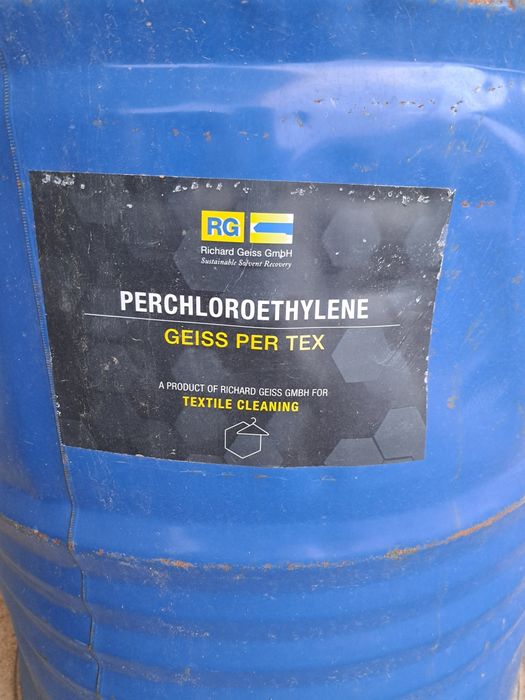 RG
Richard Geiss GmbH
Sustainable Solvent Recovery
PERCHLOROETHYLENE
GEISS PER TEX
A PRODUCT OF RICHARD GEISS GMBH FOR
TEXTILE CLEANING